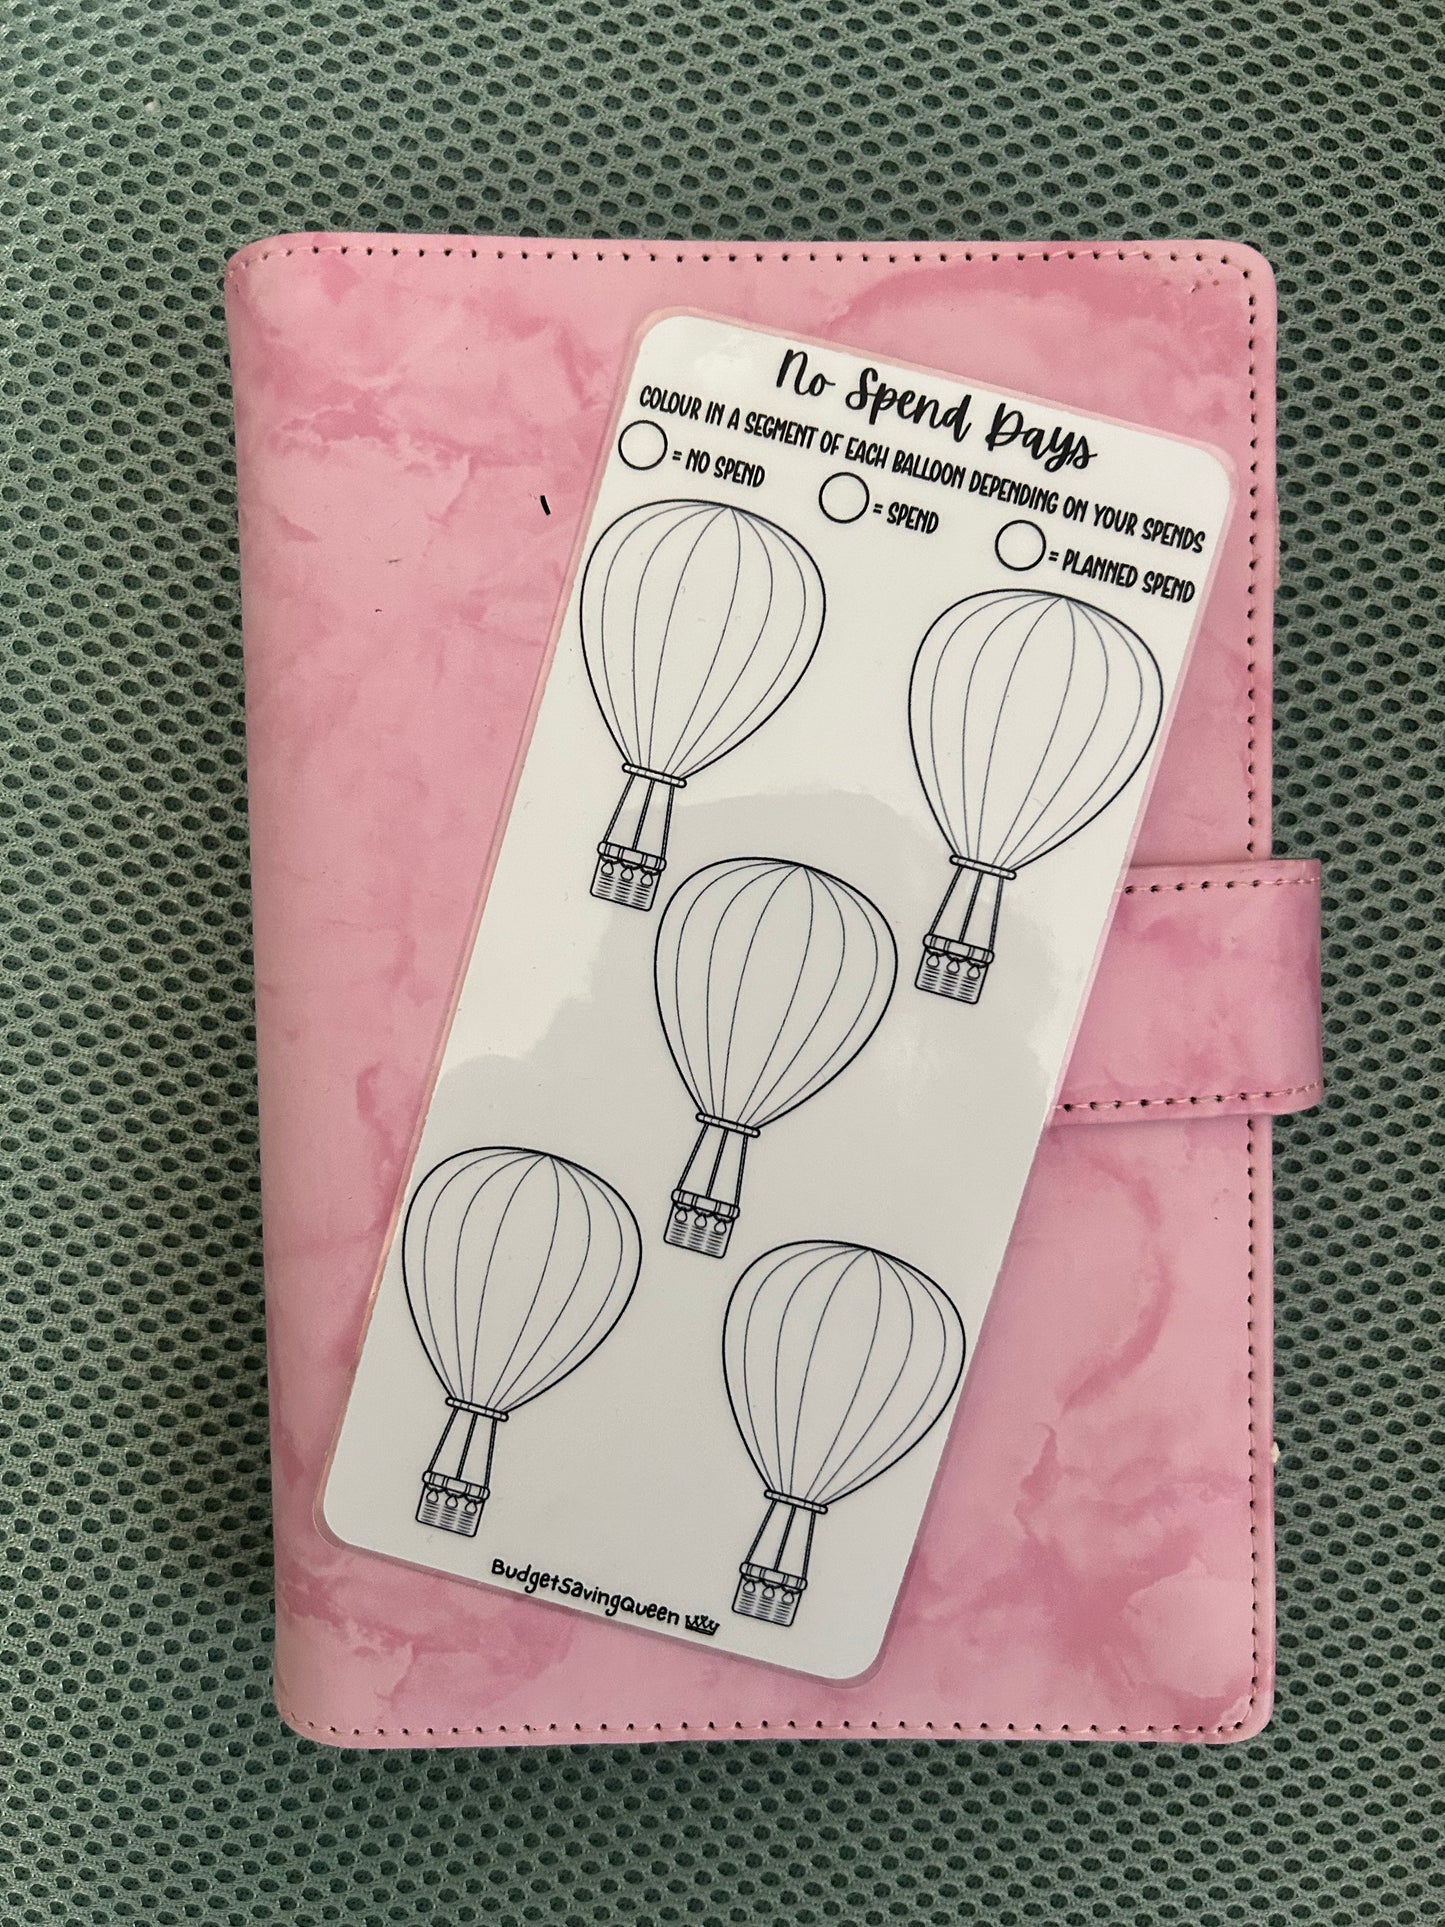 No Spend Days
COLOUR IN A SEGMENT OF EACH BALLOON DEPENDING ON YOUR SPENDS
= NO SPEND
= SPEND
= PLANNED SPEND
BudgetSavingQueen